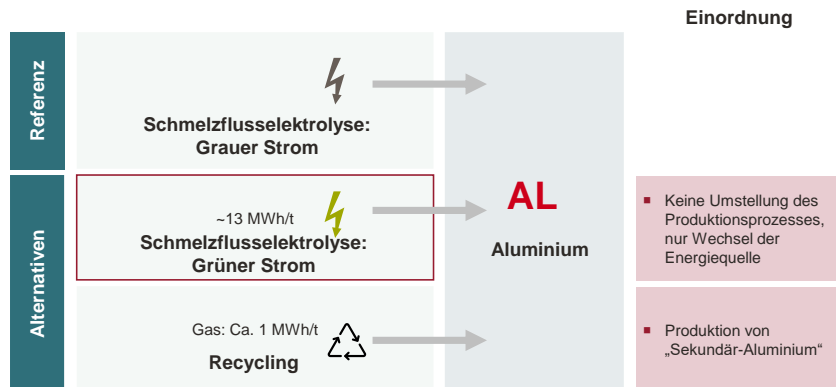 Einordnung
Referenz
Schmelzflusselektrolyse:
Grauer Strom
Alternativen
~13 MWh/t
Schmelzflusselektrolyse:
Grüner Strom
AL
Aluminium
Keine Umstellung des
Produktionsprozesses,
nur Wechsel der
Energiequelle
Gas: Ca. 1 MWh/t
Recycling
Produktion von
„Sekundär-Aluminium“